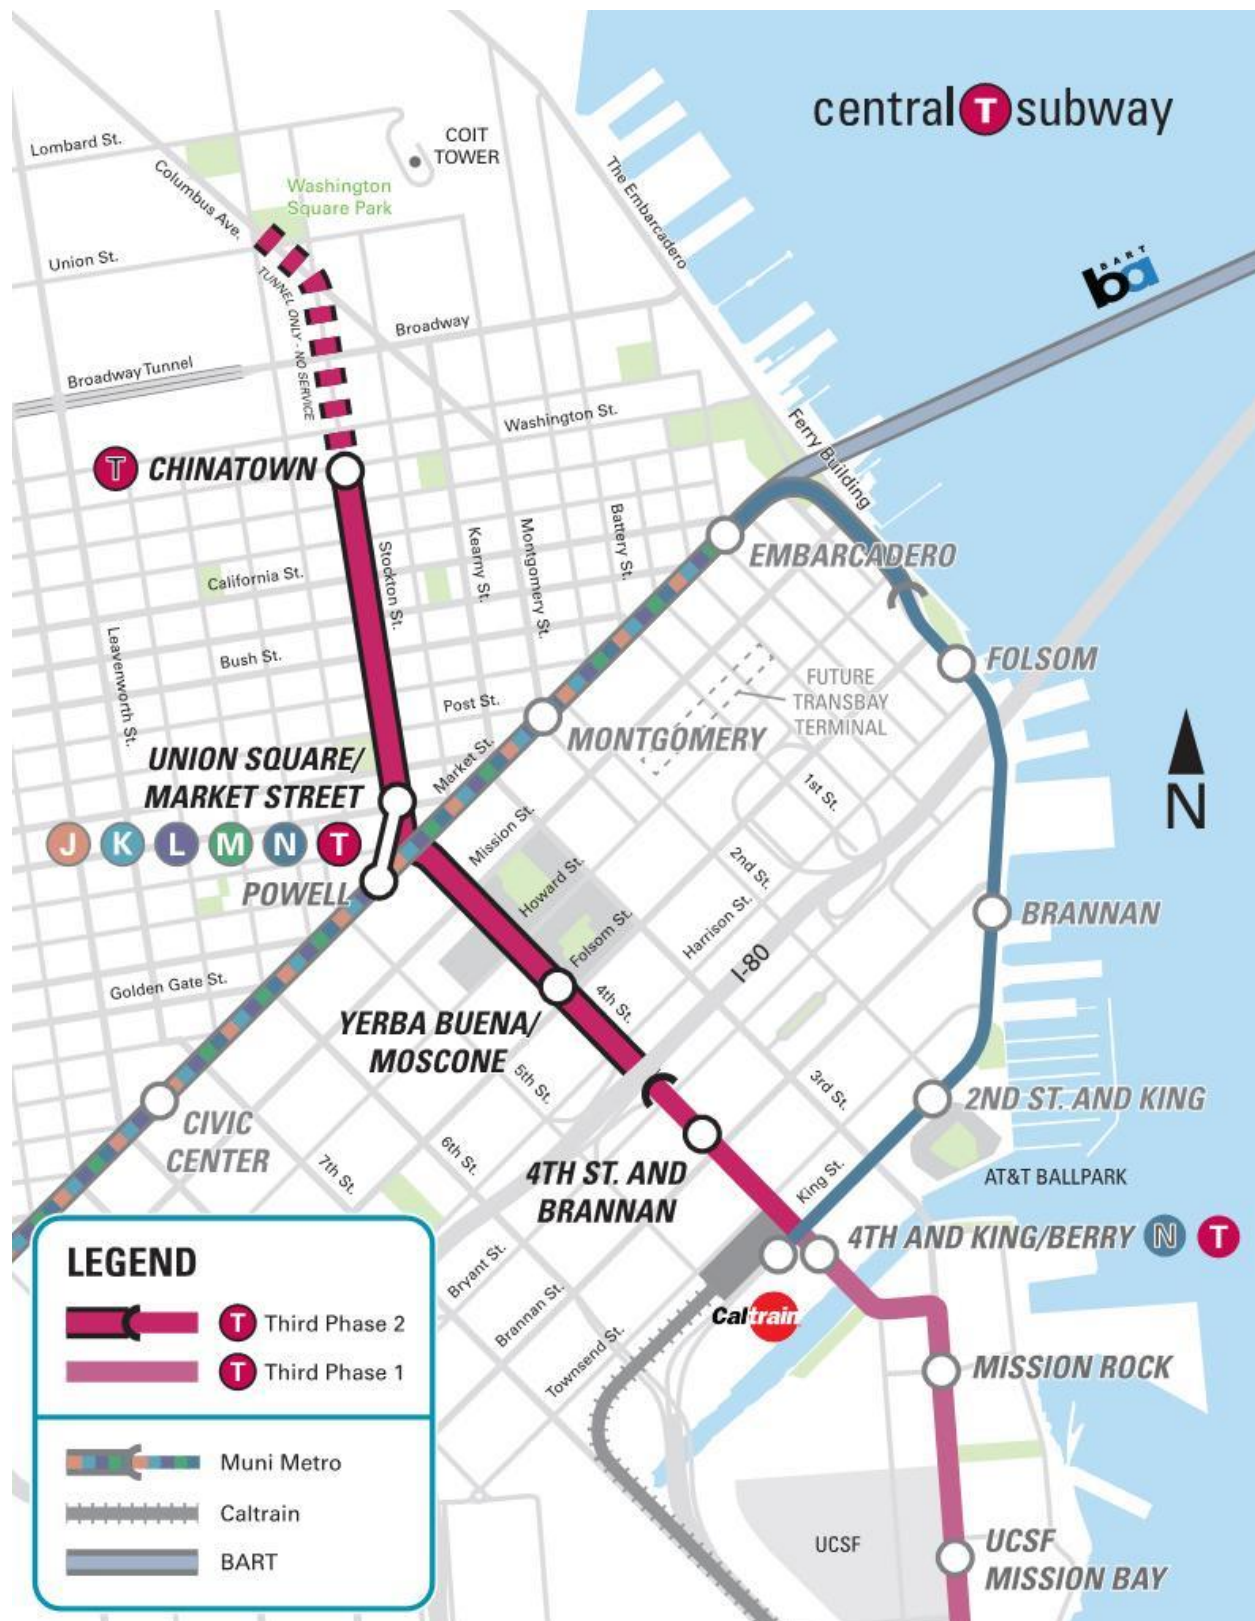 central T subway
COIT
TOWER
Lombard St.
Columbus Ave.
Washington
Square Park
The Embarcadero
Union St.
BART
ba
TUNNEL ONLY - NO SERVICE
Broadway
Broadway Tunnel
Washington St.
Ferry Building
T CHINATOWN
Stockton St.
Kearny St.
Montgomery St.
Battery St.
EMBARCADERO
California St.
Leavenworth St.
Bush St.
FOLSOM
FUTURE
TRANSBAY
TERMINAL
Post St.
MONTGOMERY
Market St.
UNION SQUARE/
MARKET STREET
J K L M N T
POWELL
N
1st St.
Mission St.
2nd St.
Howard St.
Harrison St.
Folsom St.
BRANNAN
I-80
Golden Gate St.
4th St.
YERBA BUENA/
MOSCONE
5th St.
3rd St.
2ND ST. AND KING
CIVIC
CENTER
6th St.
7th St.
4TH ST. AND
BRANNAN
King St.
AT&T BALLPARK
4TH AND KING/BERRY N T
Bryant St.
Brannan St.
Caltrain
Townsend St.
MISSION ROCK
UCSF
UCSF
MISSION BAY
LEGEND
T Third Phase 2
T Third Phase 1
Muni Metro
Caltrain
BART